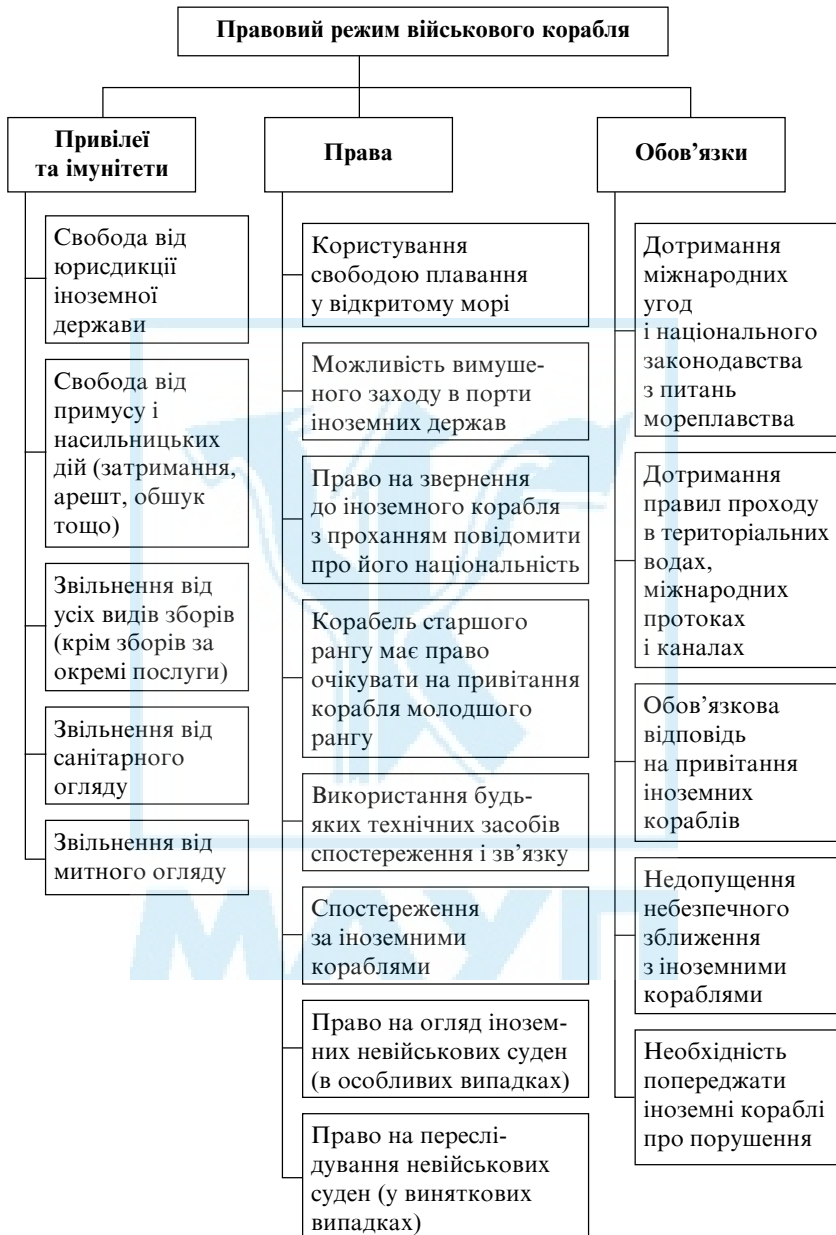 Правовий режим військового корабля
Привілеї
та імунітети
Свобода від
юрисдикції
іноземної
держави
Свобода від
примусу і
насильницьких
дій (затримання,
арешт, обшук
тощо)
Звільнення від
усіх видів зборів
(крім зборів за
окремі послуги)
Звільнення від
санітарного
огляду
Звільнення від
митного огляду
Права
Користування
свободою плавання
у відкритому морі
Можливість вимуше-
ного заходу в порти
іноземних держав
Право на звернення
до іноземного корабля
з проханням повідомити
про його національність
Корабель старшого
рангу має право
очікувати на привітання
корабля молодшого
рангу
Використання будь-
яких технічних засобів
спостереження і зв’язку
Спостереження
за іноземними
кораблями
Право на огляд інозем-
них невійськових суден
(в особливих випадках)
Право на переслі-
дування невійськових
суден (у виняткових
випадках)
Обов’язки
Дотримання
міжнародних
угод
і національного
законодавства
з питань
мореплавства
Дотримання
правил проходу
в територіальних
водах,
міжнародних
протоках
і каналах
Обов’язкова
відповідь
на привітання
іноземних
кораблів
Недопущення
небезпечного
зближення
з іноземними
кораблями
Необхідність
попереджати
іноземні кораблі
про порушення
МАУП